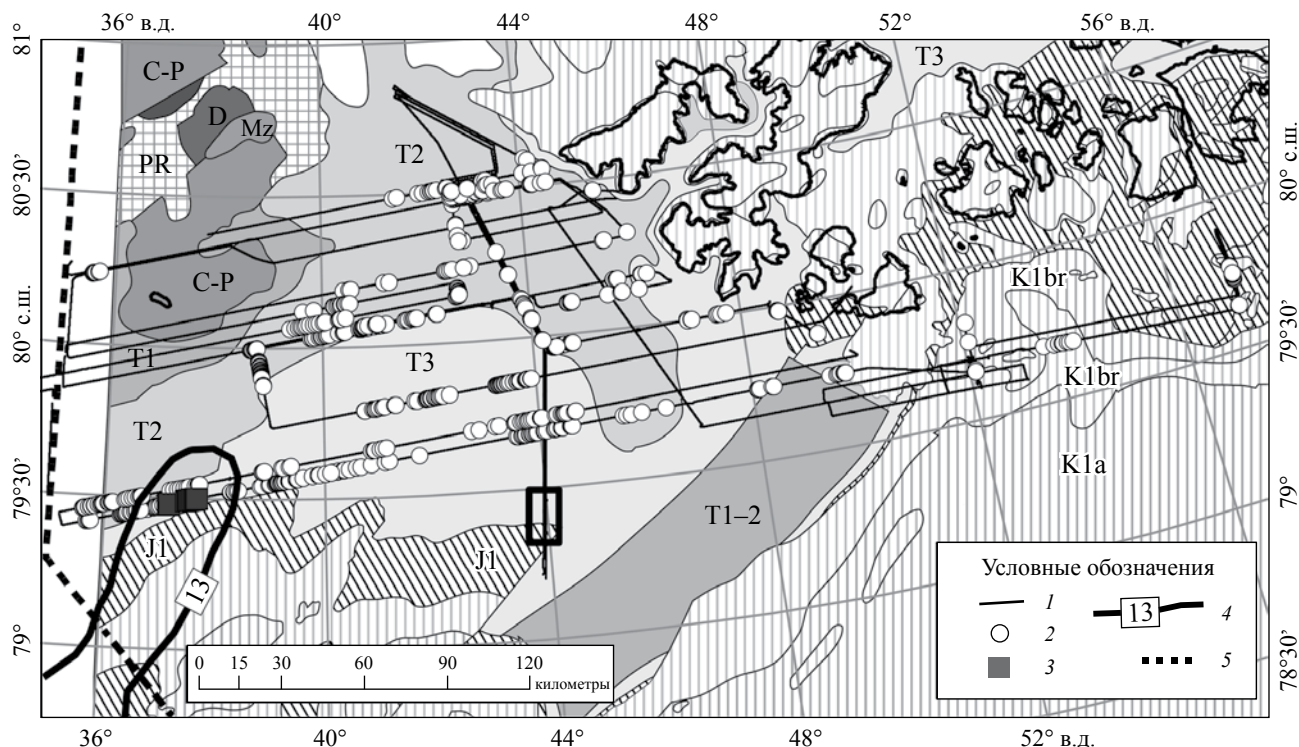 36° в.д.
40°
44°
48°
52°
56° в.д.
81°
80°30'
80° с.ш.
79°30'
79°
C-P
D
Mz
PR
T2
T3
C-P
T1
T3
T2
K1br
K1br
K1a
T1–2
J1
J1
13
80° с.ш.
79°30'
79°
78°30'
0 15 30 60 90 120
километры
Условные обозначения
1
2
3
13 4
5
36° в.д.
40°
44°
48°
52° в.д.